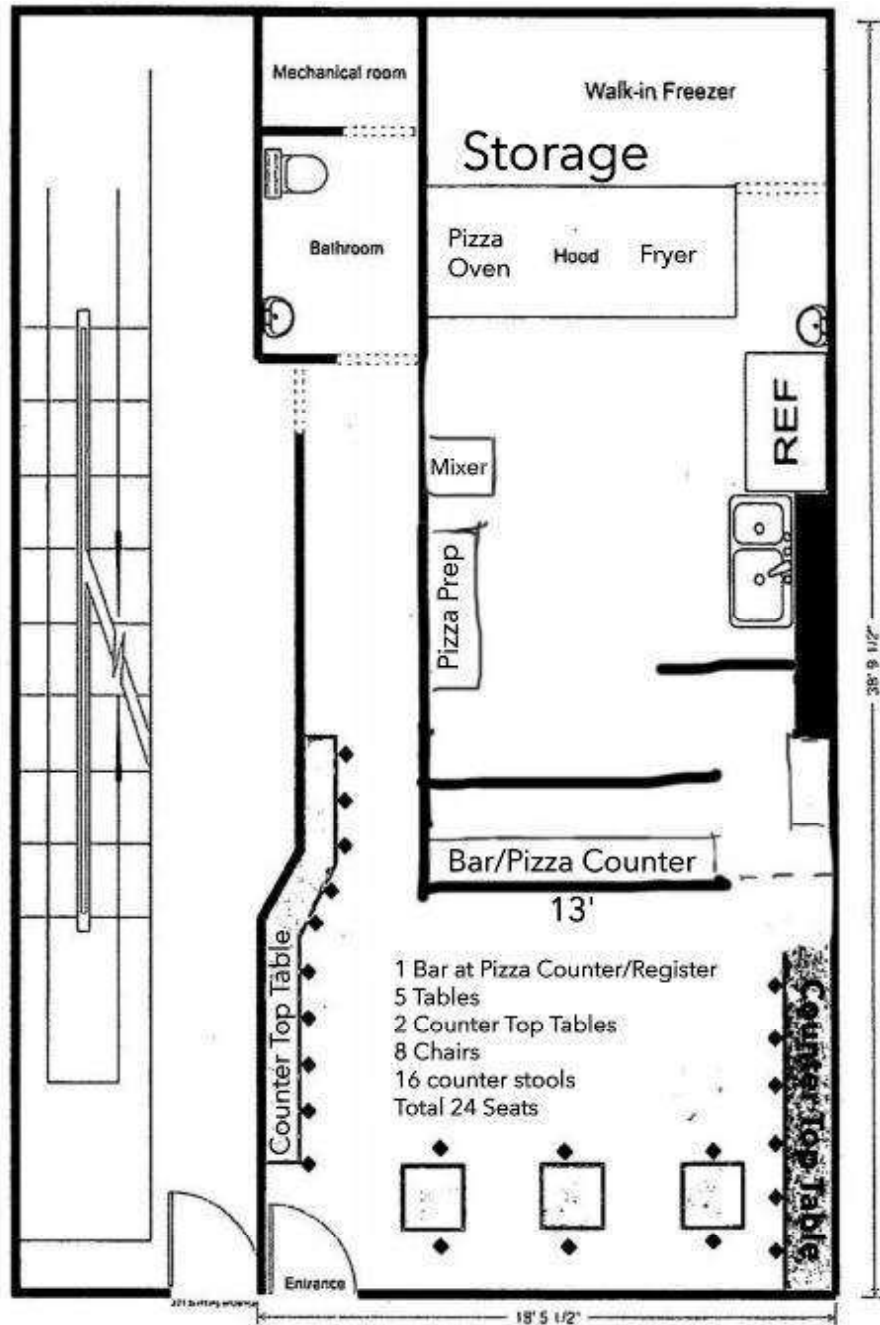 Mechanical room
Walk-in Freezer
Storage
Bathroom
Pizza
Oven
Hood
Fryer
REF
Mixer
Pizza Prep
38' 9 1/2"
Bar/Pizza Counter
13'
Counter Top Table
1 Bar at Pizza Counter/Register
5 Tables
2 Counter Top Tables
8 Chairs
16 counter stools
Total 24 Seats
Counter Top Table
Entrance
18' 5 1/2"